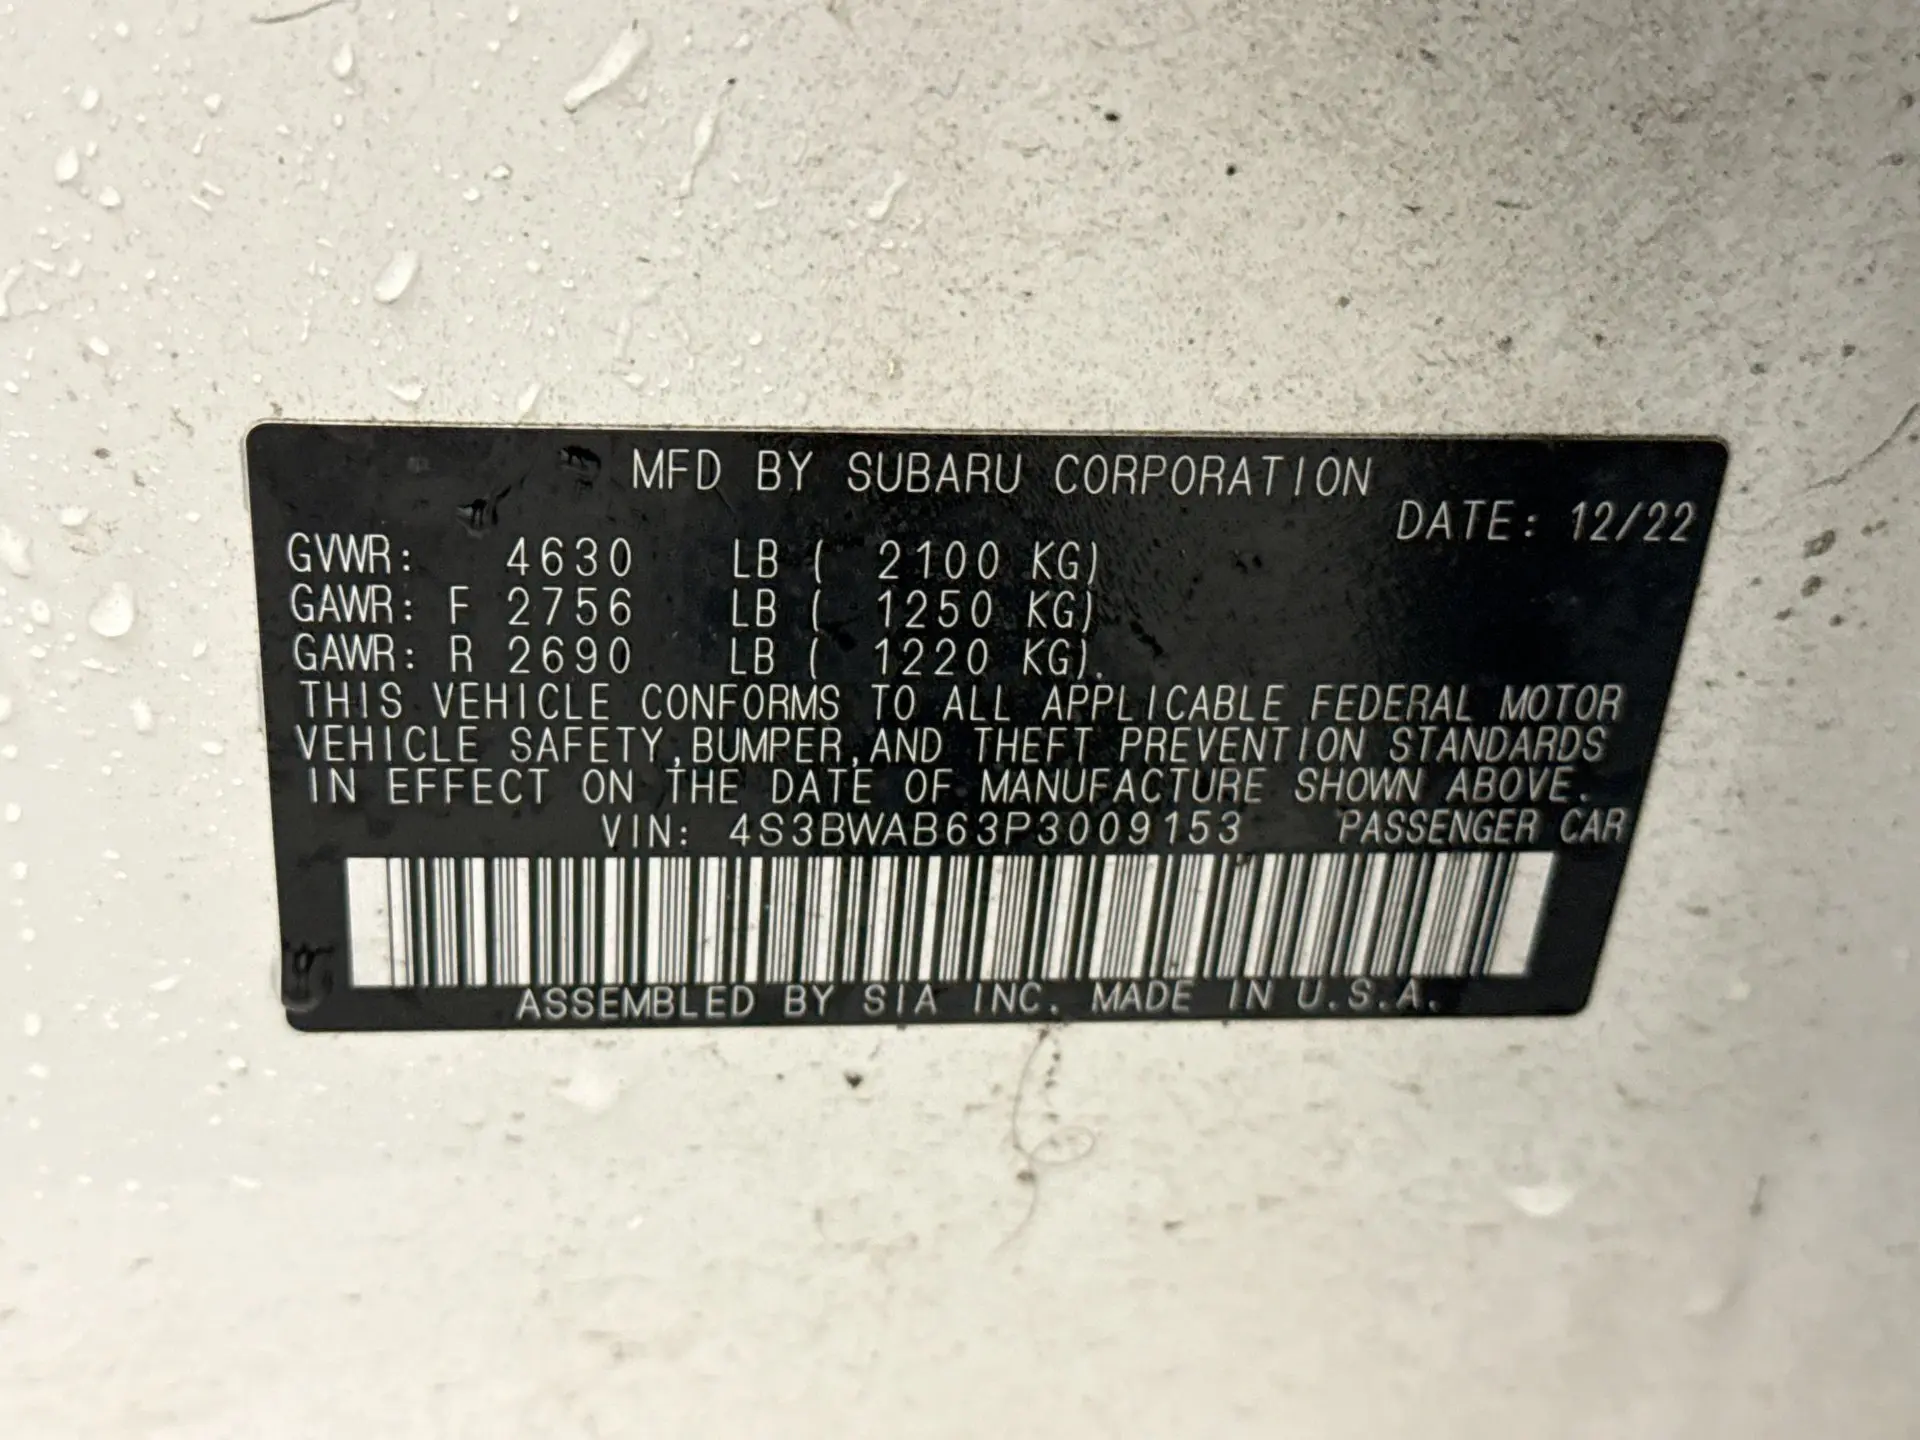 MFD BY SUBARU CORPORATION
DATE: 12/22
GVWR: 4630 LB ( 2100 KG)
GAWR: F 2756 LB ( 1250 KG)
GAWR: R 2690 LB ( 1220 KG).
THIS VEHICLE CONFORMS TO ALL APPLICABLE FEDERAL MOTOR
VEHICLE SAFETY,BUMPER,AND THEFT PREVENTION STANDARDS
IN EFFECT ON THE DATE OF MANUFACTURE SHOWN ABOVE.
VIN: 4S3BWAB63P3009153 PASSENGER CAR
ASSEMBLED BY SIA INC. MADE IN U.S.A.